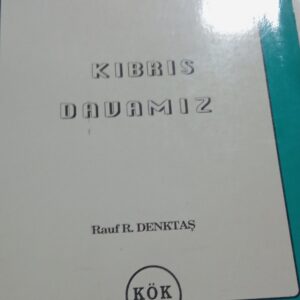 KIBRIS
DAVAMIZ
Rauf R. DENKTAŞ
KÖK